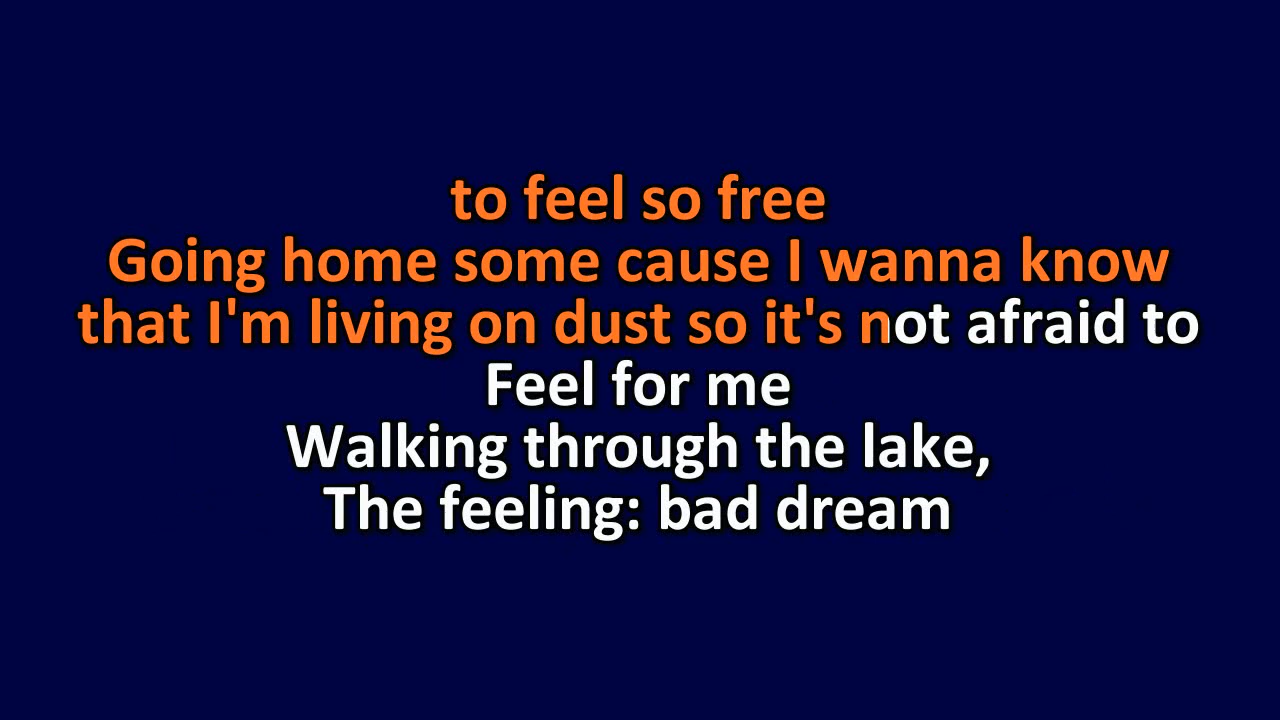 to feel so free
Going home some cause I wanna know
that I'm living on dust so it's not afraid to
Feel for me
Walking through the lake,
The feeling: bad dream